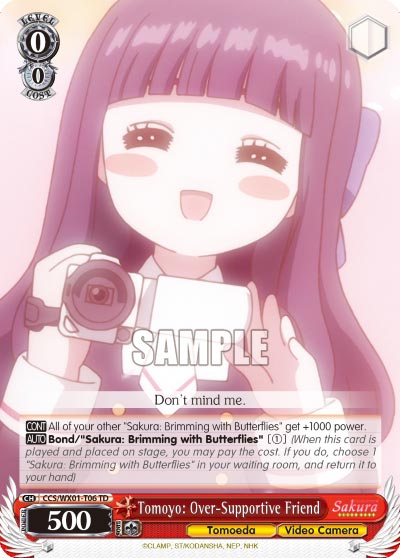 LEVEL
0
0
COST
SAMPLE
Don't mind me.
CONT All of your other "Sakura: Brimming with Butterflies" get +1000 power.
AUTO Bond/"Sakura: Brimming with Butterflies" [①] (When this card is
played and placed on stage, you may pay the cost. If you do, choose 1
"Sakura: Brimming with Butterflies" in your waiting room, and return it to
your hand)
CH CCS/WX01-T06 TD
POWER 500
Tomoyo: Over-Supportive Friend
Sakura
Tomoeda
Video Camera
©CLAMP, ST/KODANSHA, NEP, NHK